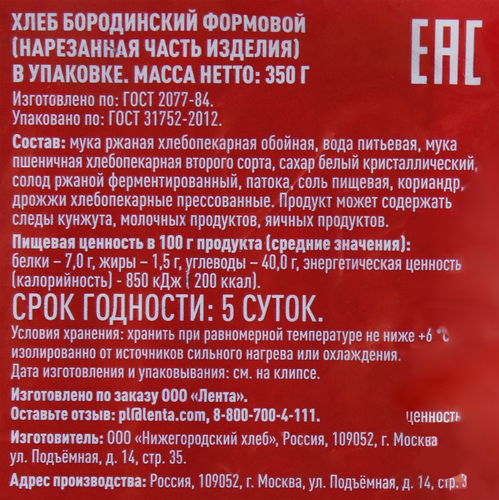 ХЛЕБ БОРОДИНСКИЙ ФОРМОВОЙ
(НАРЕЗАННАЯ ЧАСТЬ ИЗДЕЛИЯ)
В УПАКОВКЕ. МАССА НЕТТО: 350 Г
EAC
Изготовлено по: ГОСТ 2077-84.
Упаковано по: ГОСТ 31752-2012.
Состав: мука ржаная хлебопекарная обойная, вода питьевая, мука
пшеничная хлебопекарная второго сорта, сахар белый кристаллический,
солод ржаной ферментированный, патока, соль пищевая, кориандр,
дрожжи хлебопекарные прессованные. Продукт может содержать
следы кунжута, молочных продуктов, яичных продуктов.
Пищевая ценность в 100 г продукта (средние значения):
белки – 7,0 г, жиры – 1,5 г, углеводы – 40,0 г, энергетическая ценность
(калорийность) - 850 кДж ( 200 ккал).
СРОК ГОДНОСТИ: 5 СУТОК.
Условия хранения: хранить при равномерной температуре не ниже +6 °C
изолированно от источников сильного нагрева или охлаждения.
Дата изготовления и упаковывания: см. на клипсе.
Изготовлено по заказу ООО «Лента».
Оставьте отзыв: pl@lenta.com, 8-800-700-4-111.
ценность
Изготовитель: ООО «Нижегородский хлеб», Россия, 109052, г. Москва
ул. Подъёмная, д. 14, стр. 35.
Адрес производства: Россия, 109052, г. Москва, ул. Подъёмная, д. 14, стр. 3